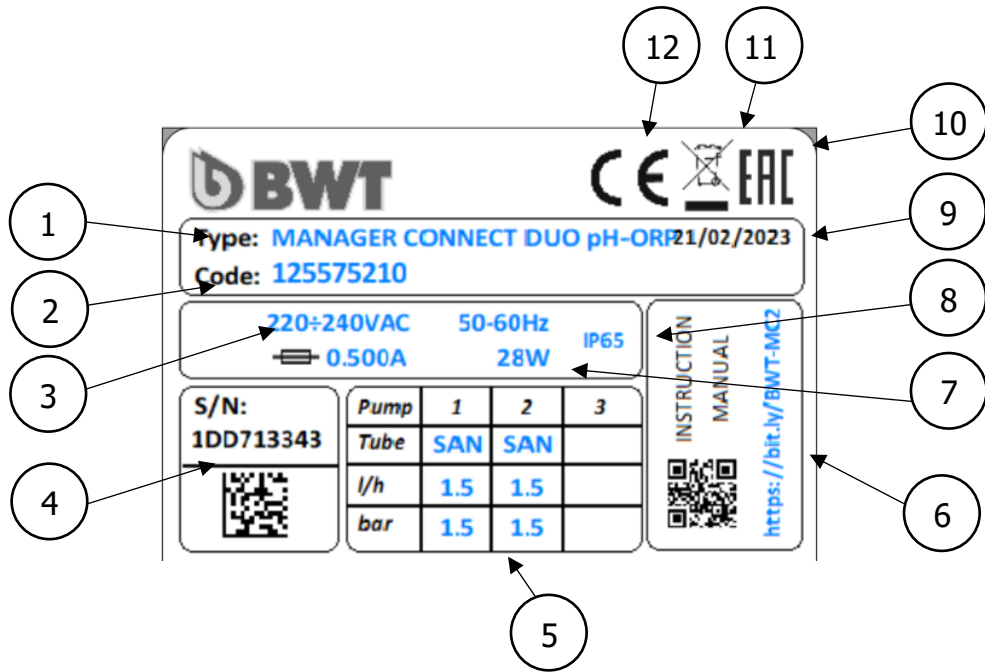 12 11
10
BWT CE EAC
1
Type: MANAGER CONNECT DUO pH-ORP 21/02/2023
9
Code: 125575210
2
220÷240VAC 50-60Hz
IP65
0.500A 28W
8
3
7
S/N:
1DD713343
4
Pump 1 2 3
Tube SAN SAN
l/h 1.5 1.5
bar 1.5 1.5
INSTRUCTION
MANUAL
https://bit.ly/BWT-MC2
6
5